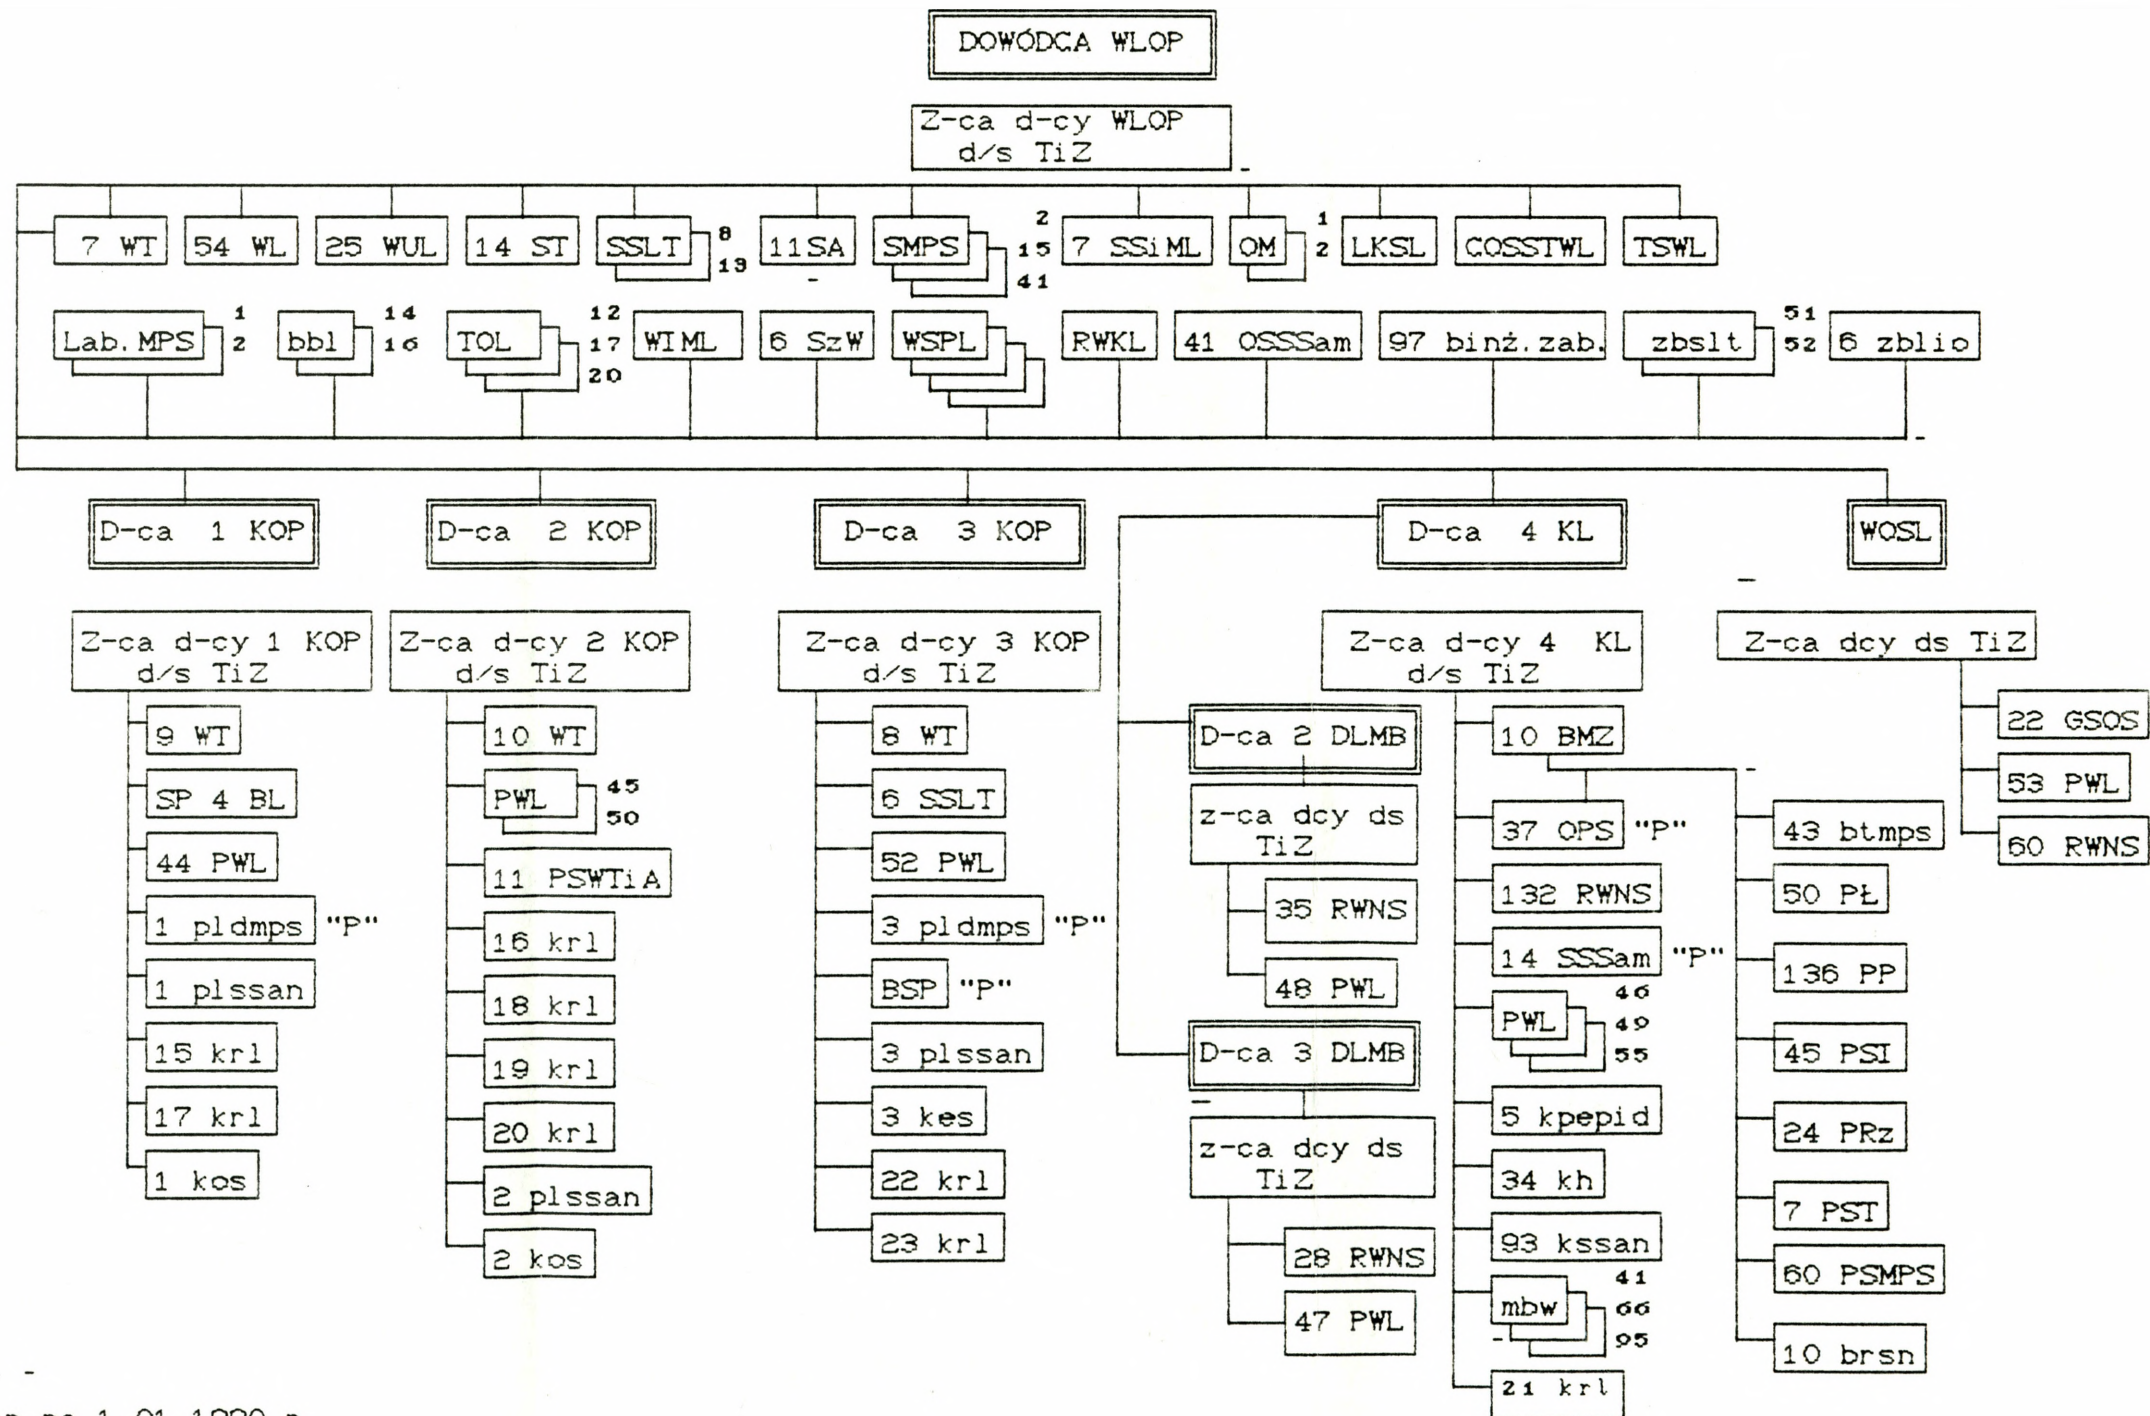 DOWÓDCA WLOP
Z-ca d-cy WLOP
d/s TiZ
7 WT
54 WL
25 WUL
14 ST
SSLT
8
13
11SA
SMPS
2
15
41
7 SSiML
OM
1
2
LKSL
COSSTWL
TSWL
Lab.MPS
1
2
bbl
14
16
TOL
12
17
20
WIML
6 SzW
WSPL
RWKL
41 OSSSam
97 binż.zab.
zbslt
51
52
6 zblio
D-ca 1 KOP
D-ca 2 KOP
D-ca 3 KOP
D-ca 4 KL
WOSL
Z-ca d-cy 1 KOP
d/s TiZ
9 WT
SP 4 BL
44 PWL
1 pldmps "P"
1 plssan
15 krl
17 krl
1 kos
Z-ca d-cy 2 KOP
d/s TiZ
10 WT
PWL
45
50
11 PSWTiA
16 krl
18 krl
19 krl
20 krl
2 plssan
2 kos
Z-ca d-cy 3 KOP
d/s TiZ
8 WT
6 SSLT
52 PWL
3 pldmps "P"
BSP "P"
3 plssan
3 kes
22 krl
23 krl
D-ca 2 DLMB
z-ca dcy ds
TiZ
35 RWNS
48 PWL
D-ca 3 DLMB
z-ca dcy ds
TiZ
28 RWNS
47 PWL
Z-ca d-cy 4 KL
d/s TiZ
10 BMZ
37 OPS "P"
132 RWNS
14 SSSam "P"
PWL
46
49
55
5 kpepid
34 kh
93 kssan
mbw
41
66
95
21 krl
43 btmps
50 PŁ
136 PP
45 PSI
24 PRz
7 PST
60 PSMPS
10 brsn
Z-ca dcy ds TiZ
22 GSOS
53 PWL
60 RWNS